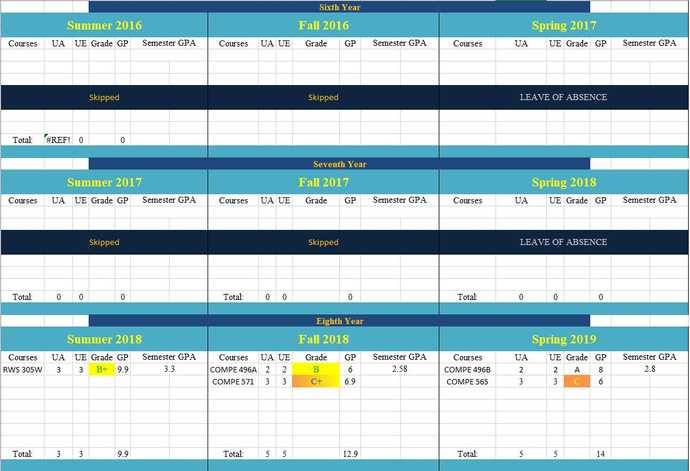 Sixth Year
Summer 2016 Fall 2016 Spring 2017
Courses UA UE Grade GP Semester GPA Courses UA UE Grade GP Semester GPA Courses UA UE Grade GP Semester GPA
Skipped Skipped LEAVE OF ABSENCE
Total: #REF! 0 0
Seventh Year
Summer 2017 Fall 2017 Spring 2018
Courses UA UE Grade GP Semester GPA Courses UA UE Grade GP Semester GPA Courses UA UE Grade GP Semester GPA
Skipped Skipped LEAVE OF ABSENCE
Total: 0 0 0 Total: 0 0 0 Total: 0 0 0
Eighth Year
Summer 2018 Fall 2018 Spring 2019
Courses UA UE Grade GP Semester GPA Courses UA UE Grade GP Semester GPA Courses UA UE Grade GP Semester GPA
RWS 305W 3 3 B+ 9.9 3.3 COMPE 496A 2 2 B 6 2.58 COMPE 496B 2 2 A 8 2.8
COMPE 571 3 3 C+ 6.9 COMPE 565 3 3 C 6
Total: 3 3 9.9 Total: 5 5 12.9 Total: 5 5 14